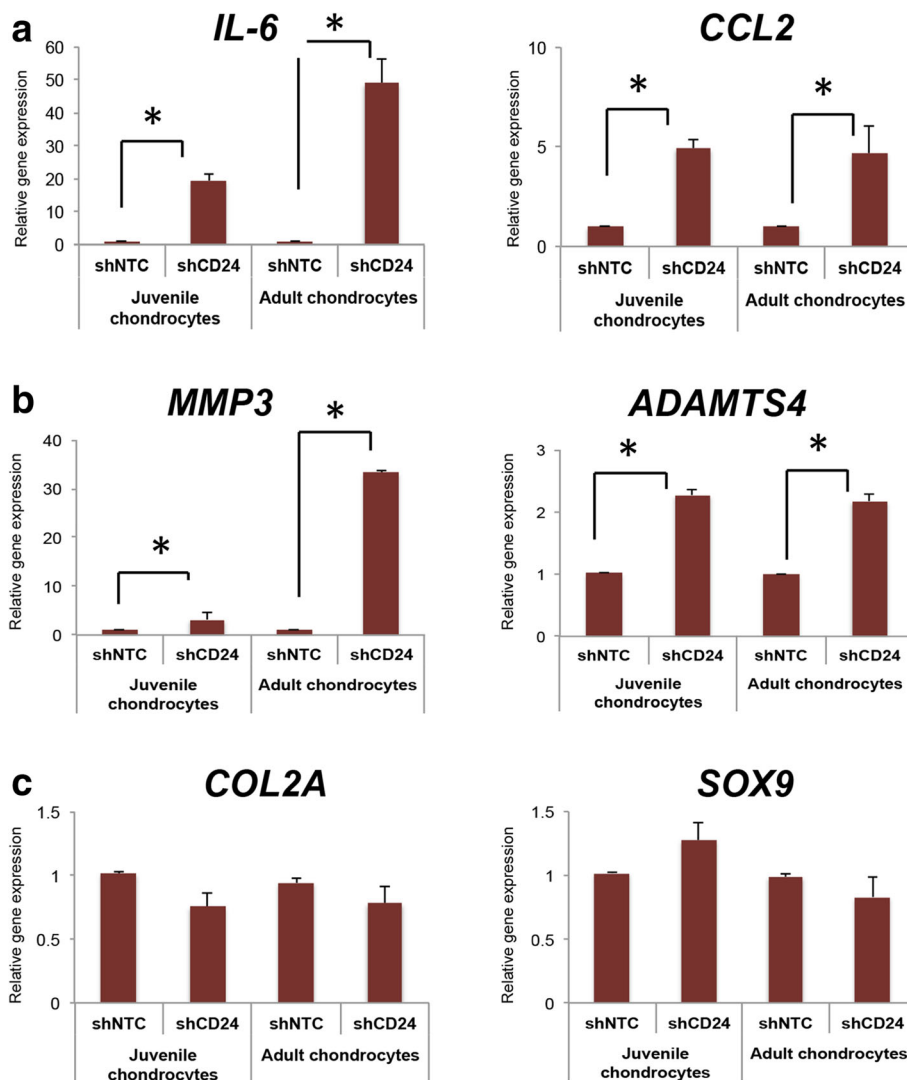 a
IL-6
CCL2
*
*
*
*
Relative gene expression
60
50
40
30
20
10
0
Relative gene expression
10
5
0
shNTC shCD24 shNTC shCD24
Juvenile chondrocytes
Adult chondrocytes
shNTC shCD24 shNTC shCD24
Juvenile chondrocytes
Adult chondrocytes
b
MMP3
ADAMTS4
*
*
*
*
Relative gene expression
40
30
20
10
0
Relative gene expression
3
2
1
0
shNTC shCD24 shNTC shCD24
Juvenile
chondrocytes
Adult chondrocytes
shNTC shCD24 shNTC shCD24
Juvenile
chondrocytes
Adult chondrocytes
c
COL2A
SOX9
Relative gene expression
1.5
1
0.5
0
Relative gene expression
1.5
1
0.5
0
shNTC shCD24 shNTC shCD24
Juvenile
chondrocytes
Adult chondrocytes
shNTC shCD24 shNTC shCD24
Juvenile
chondrocytes
Adult chondrocytes